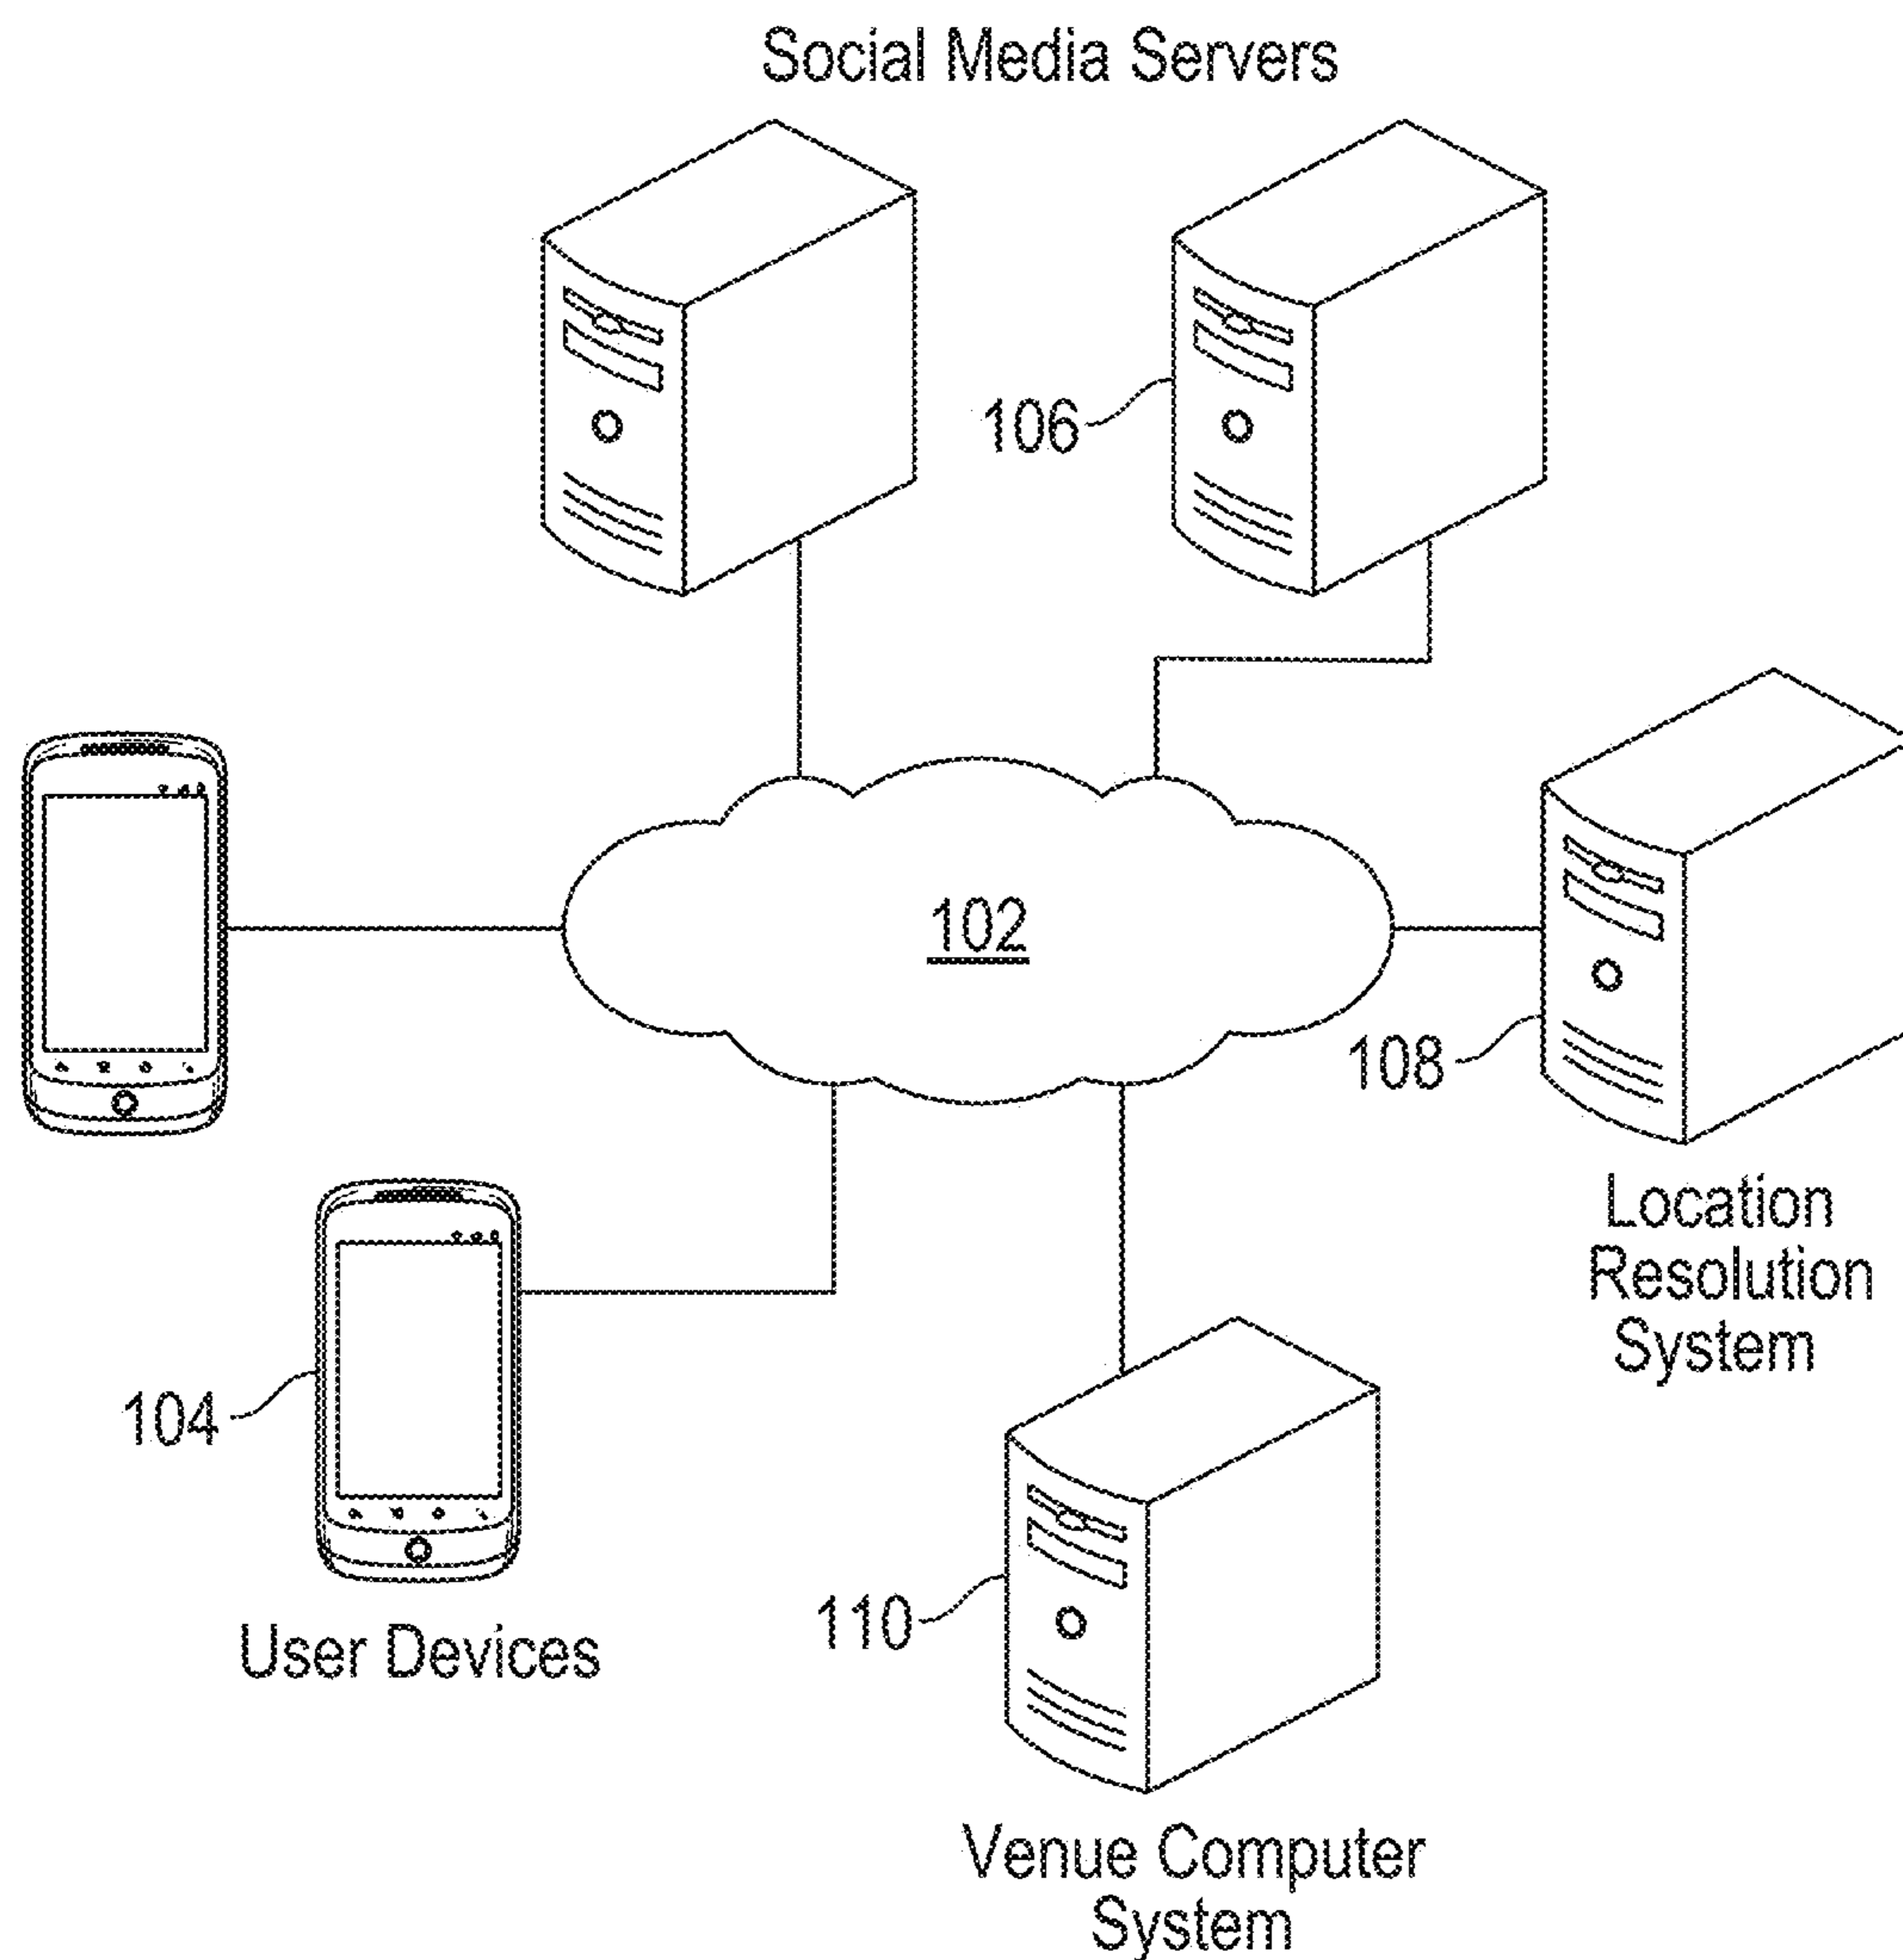 Social Media Servers
106
102
108
Location
Resolution
System
104
110
User Devices
Venue Computer
System